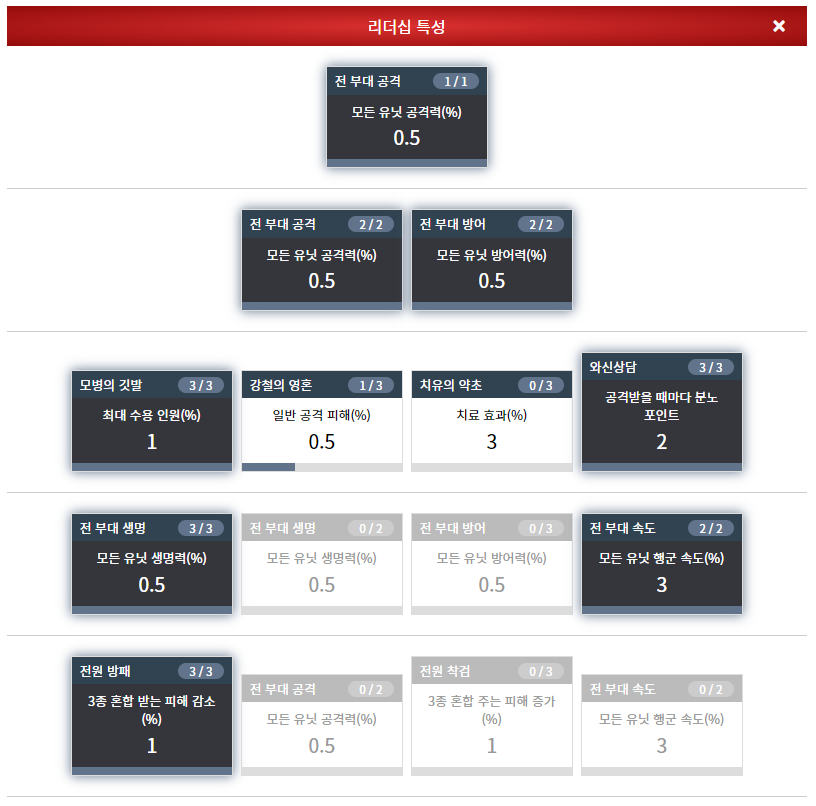 리더십 특성 ×
전 부대 공격 1 / 1
모든 유닛 공격력(%)
0.5
전 부대 공격 2 / 2
모든 유닛 공격력(%)
0.5
전 부대 방어 2 / 2
모든 유닛 방어력(%)
0.5
모병의 깃발 3 / 3
최대 수용 인원(%)
1
강철의 영혼 1 / 3
일반 공격 피해(%)
0.5
치유의 약초 0 / 3
치료 효과(%)
3
와신상담 3 / 3
공격받을 때마다 분노
포인트
2
전 부대 생명 3 / 3
모든 유닛 생명력(%)
0.5
전 부대 생명 0 / 2
모든 유닛 생명력(%)
0.5
전 부대 방어 0 / 3
모든 유닛 방어력(%)
0.5
전 부대 속도 2 / 2
모든 유닛 행군 속도(%)
3
전원 방패 3 / 3
3종 혼합 받는 피해 감소
(%)
1
전 부대 공격 0 / 2
모든 유닛 공격력(%)
0.5
전원 착검 0 / 3
3종 혼합 주는 피해 증가
(%)
1
전 부대 속도 0 / 2
모든 유닛 행군 속도(%)
3